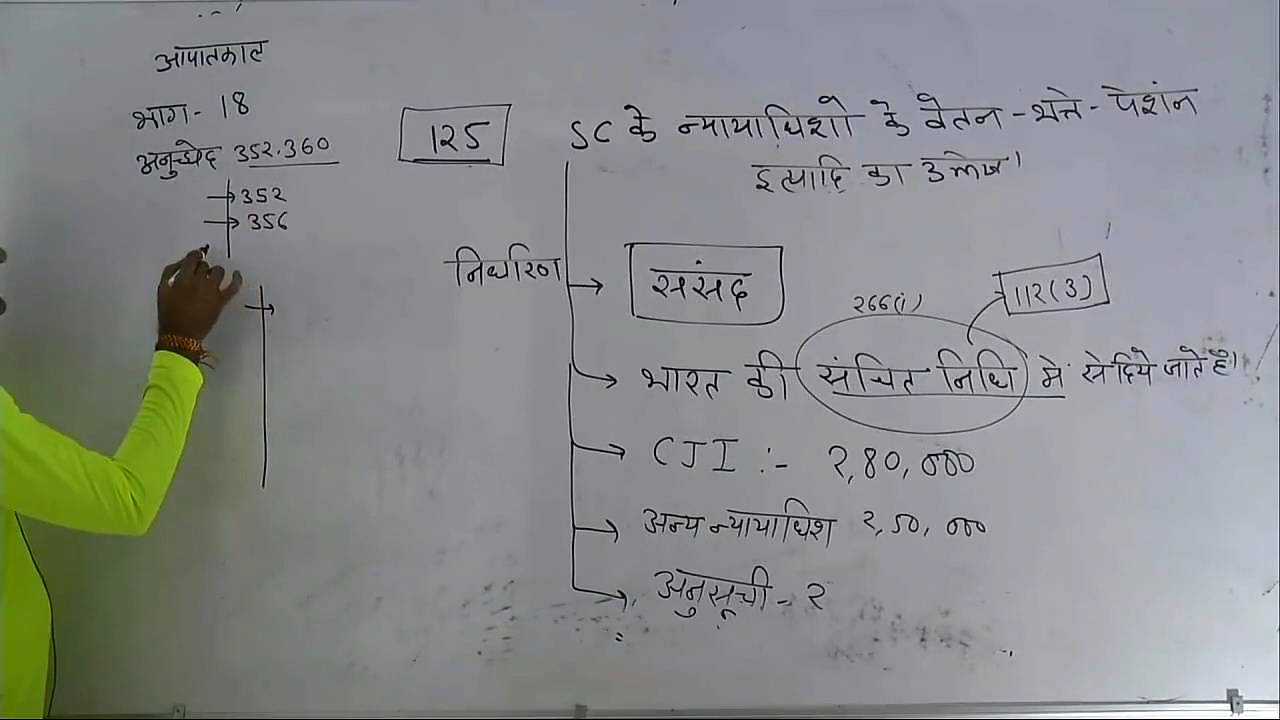 आपातकाल
भाग - 18
अनुच्छेद 352.360
→ 352
→ 356
125
SC के न्यायाधिशो के वेतन - भत्ते - पेशंन
इत्यादि का उल्लेख।
निर्धारण → संसद
266(i)
112(3)
→ भारत की संचित निधि मे से दिये जाते है।
→ CJI :- 2,80,000
→ अन्य न्यायाधिश 2,50,000
→ अनुसूची - 2